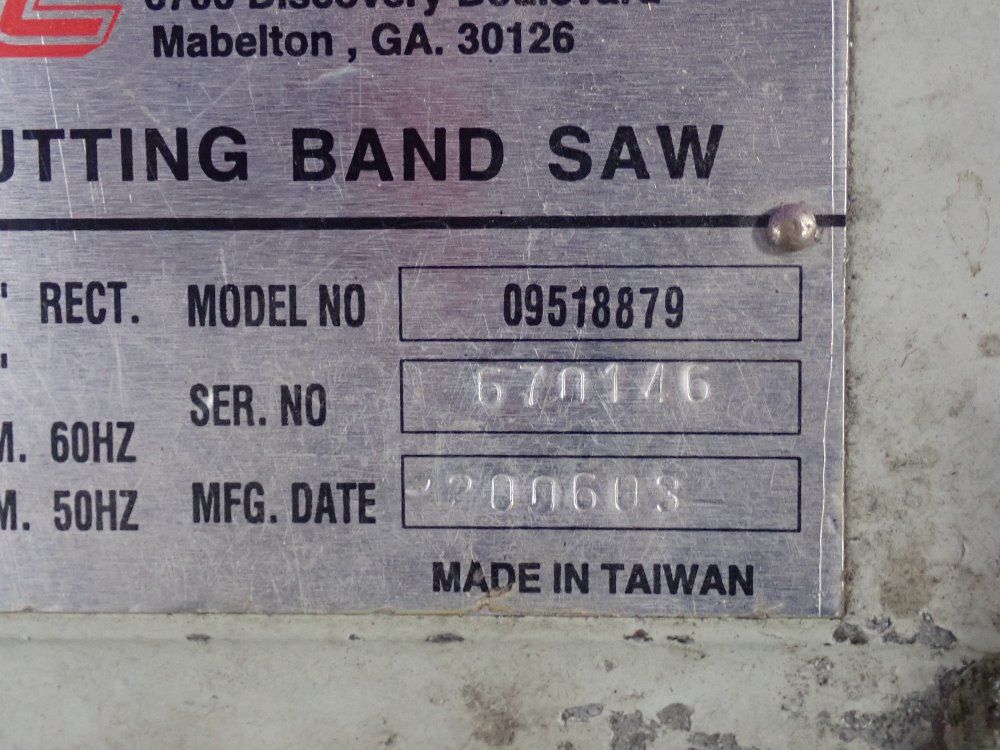 Mabelton , GA. 30126
UTTING BAND SAW
" RECT. MODEL NO 09518879
"
SER. NO 670146
M. 60HZ
M. 50HZ MFG. DATE 200603
MADE IN TAIWAN